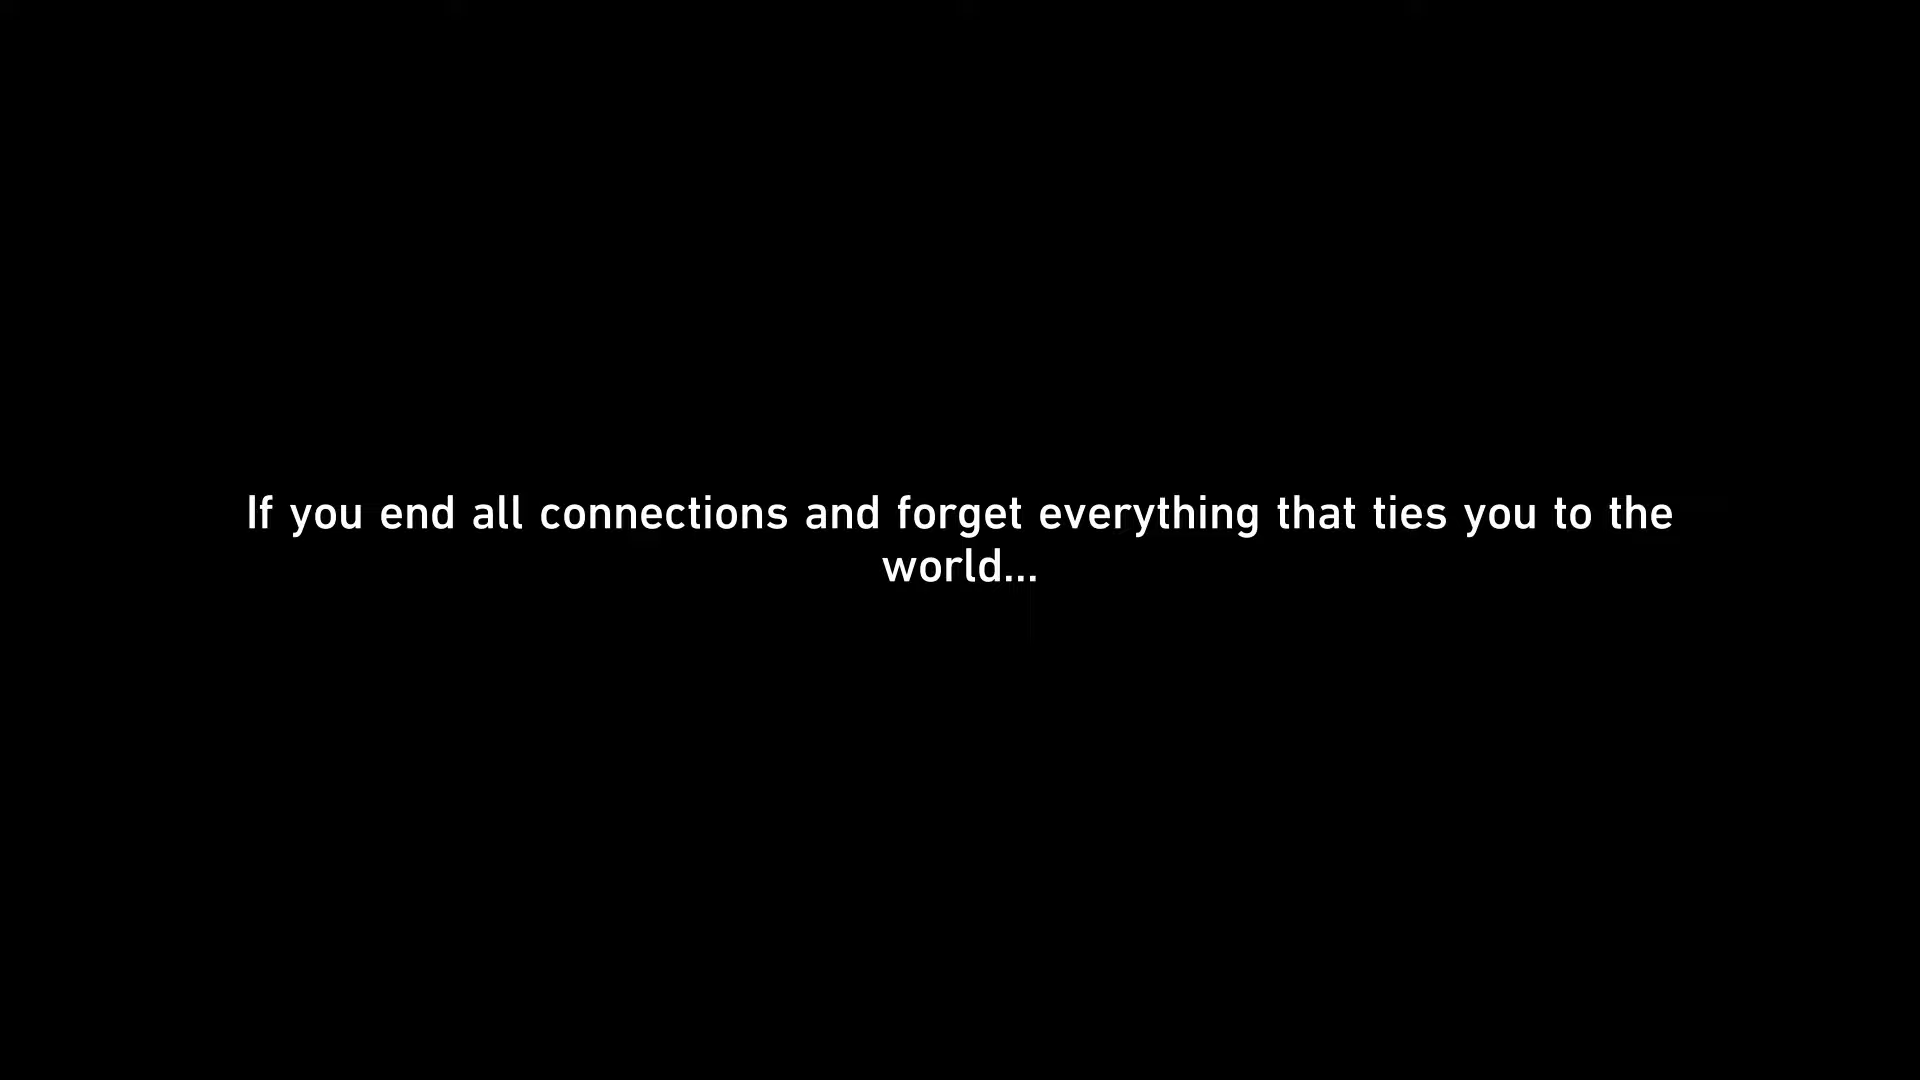 If you end all connections and forget everything that ties you to the
world...